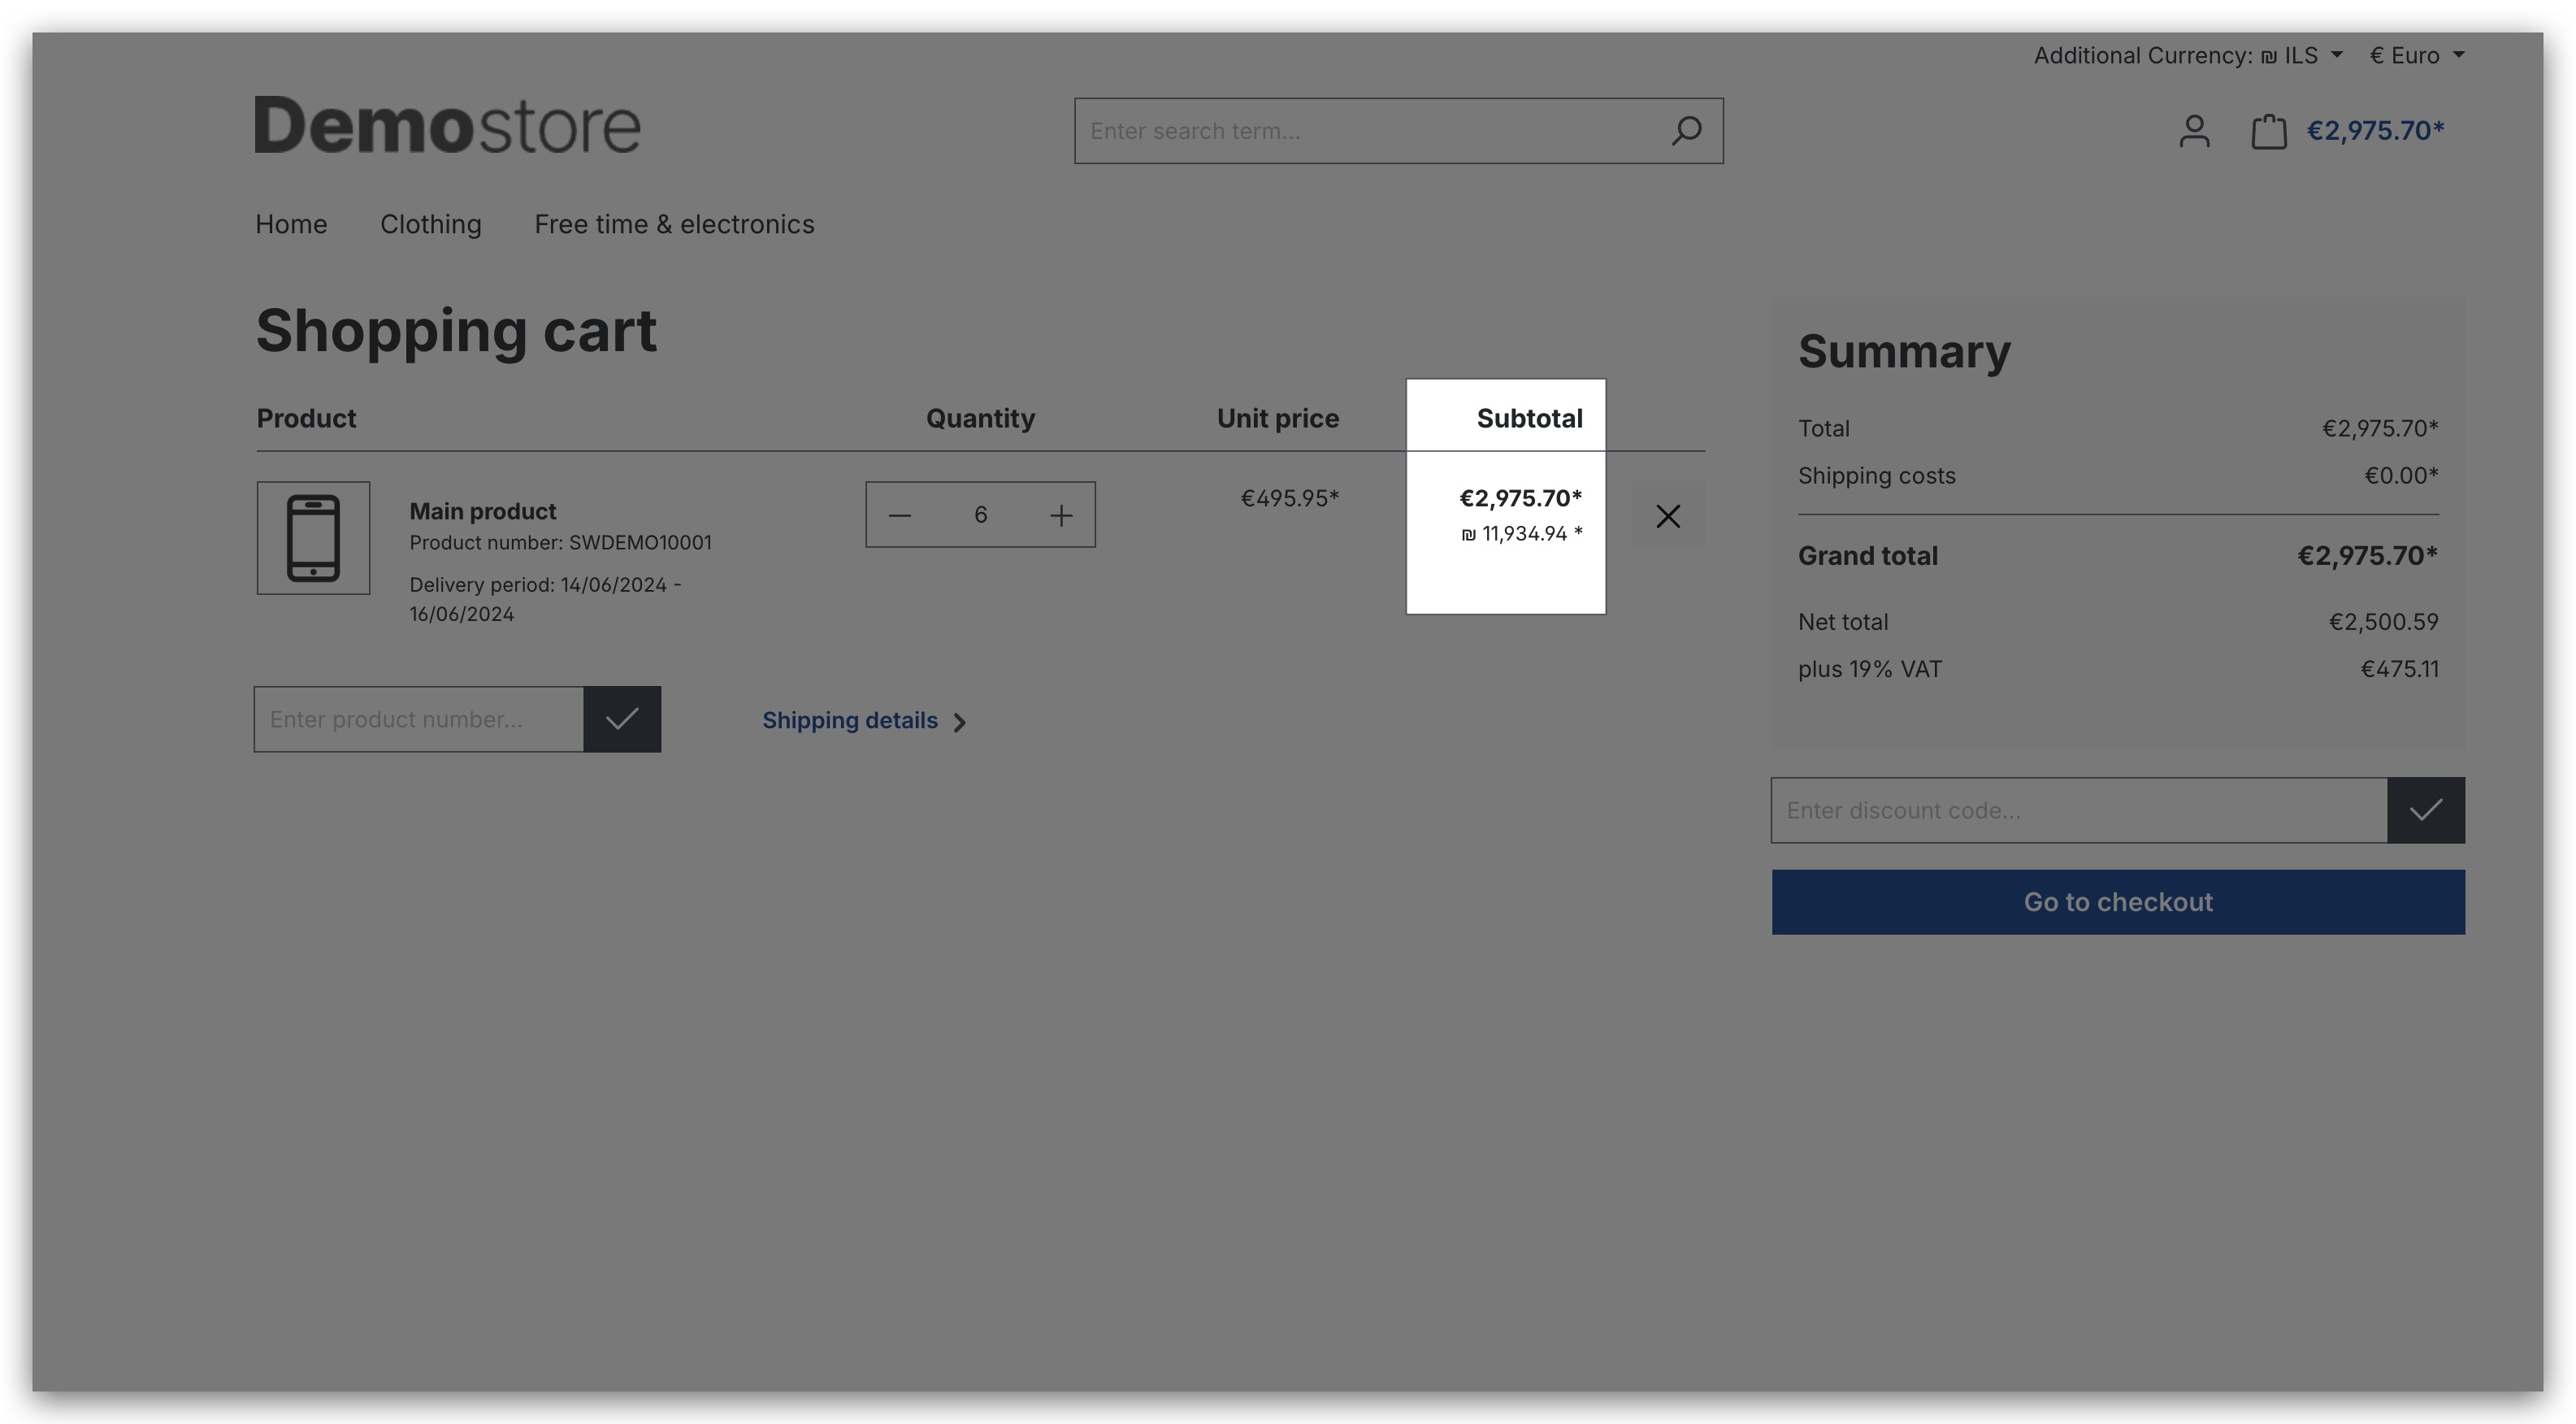 Additional Currency: ₪ ILS € Euro
Demostore
Enter search term...
€2,975.70*
Home Clothing Free time & electronics
Shopping cart
Product Quantity Unit price Subtotal
Main product
Product number: SWDEMO10001
Delivery period: 14/06/2024 -
16/06/2024
6
€495.95*
€2,975.70*
₪ 11,934.94 *
Enter product number...
Shipping details
Summary
Total €2,975.70*
Shipping costs €0.00*
Grand total €2,975.70*
Net total €2,500.59
plus 19% VAT €475.11
Enter discount code...
Go to checkout